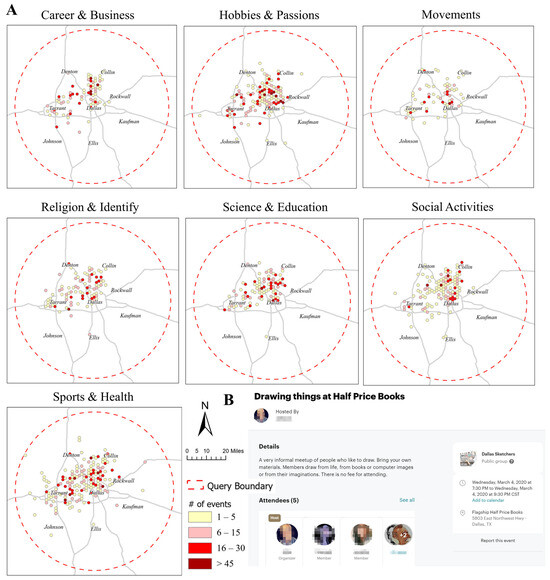 A
Career & Business
Hobbies & Passions
Movements
Denton
Collin
Rockwall
Tarrant
Dallas
Kaufman
Johnson
Ellis
Denton
Collin
Rockwall
Tarrant
Dallas
Kaufman
Johnson
Ellis
Denton
Collin
Rockwall
Tarrant
Dallas
Kaufman
Johnson
Ellis
Religion & Identify
Science & Education
Social Activities
Denton
Collin
Rockwall
Tarrant
Dallas
Kaufman
Johnson
Ellis
Denton
Collin
Rockwall
Tarrant
Dallas
Kaufman
Johnson
Ellis
Denton
Collin
Rockwall
Tarrant
Dallas
Kaufman
Johnson
Ellis
Sports & Health
Denton
Collin
Rockwall
Tarrant
Dallas
Kaufman
Johnson
Ellis
N
0 5 10 20 Miles
Query Boundary
# of events
1 – 5
6 – 15
16 – 30
> 45
B
Drawing things at Half Price Books
Hosted By
Details
A very informal meetup of people who like to draw. Bring your own
materials. Members draw from life, from books or computer images
or from their imaginations. There is no fee for attending.
Attendees (5)
See all
Host
Organizer
Member
Member
+2
Dallas Sketchers
Public group
Wednesday, March 4, 2020 at
7:30 PM to Wednesday, March
4, 2020 at 9:30 PM CST
Add to calendar
Flagship Half Price Books
5803 East Northwest Hwy ·
Dallas, TX
Report this event